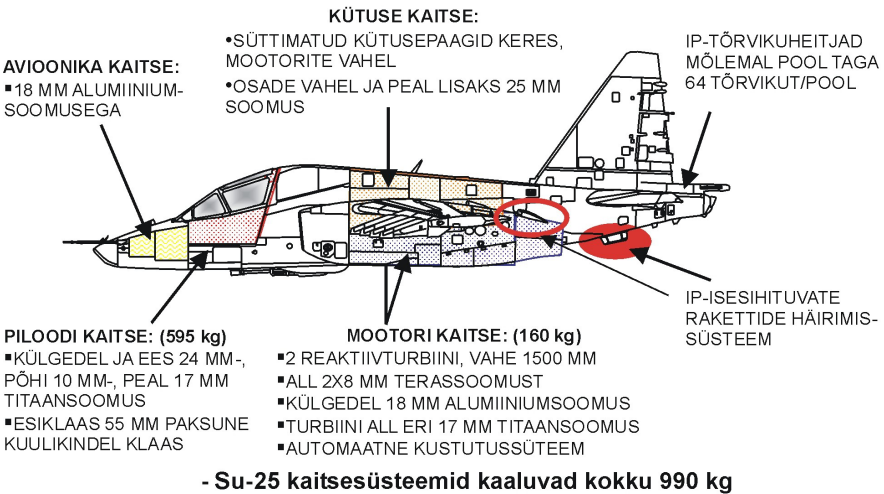 KÜTUSE KAITSE:
•SÜTTIMATUD KÜTUSEPAAGID KERES,
MOOTORITE VAHEL
•OSADE VAHEL JA PEAL LISAKS 25 MM
SOOMUS
IP-TÕRVIKUHEITJAD
MÕLEMAL POOL TAGA
64 TÕRVIKUT/POOL
AVIOONIKA KAITSE:
▪18 MM ALUMIINIUM-
SOOMUSEGA
IP-ISESIHITUVATE
RAKETTIDE HÄIRIMIS-
SÜSTEEM
PILOODI KAITSE: (595 kg)
▪KÜLGEDEL JA EES 24 MM-,
PÕHI 10 MM-, PEAL 17 MM
TITAANSOOMUS
▪ESIKLAAS 55 MM PAKSUNE
KUULIKINDEL KLAAS
MOOTORI KAITSE: (160 kg)
▪2 REAKTIIVTURBIINI, VAHE 1500 MM
▪ALL 2X8 MM TERASSOOMUST
▪KÜLGEDEL 18 MM ALUMIINIUMSOOMUS
▪TURBIINI ALL ERI 17 MM TITAANSOOMUS
▪AUTOMAATNE KUSTUTUSSÜTEEM
- Su-25 kaitsesüsteemid kaaluvad kokku 990 kg